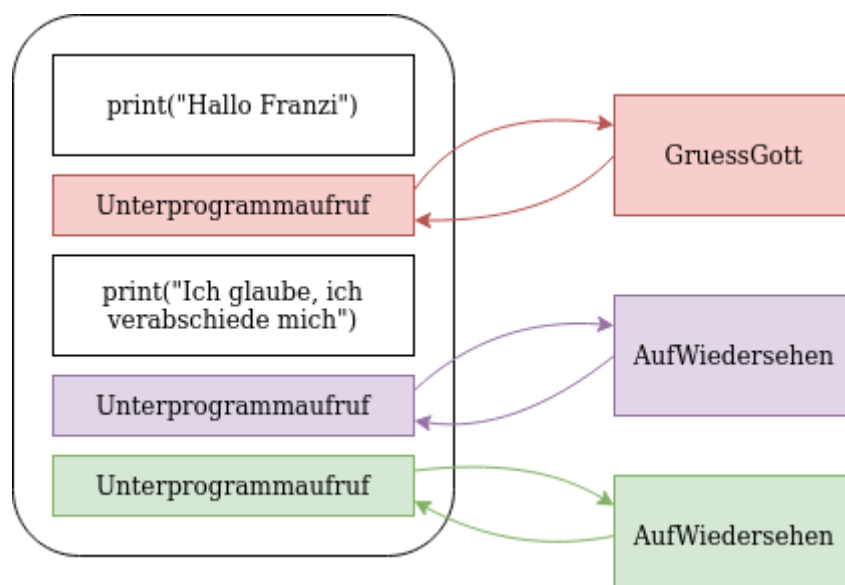 print("Hallo Franzi")
GruessGott
Unterprogrammaufruf
print("Ich glaube, ich
verabschiede mich")
AufWiedersehen
Unterprogrammaufruf
Unterprogrammaufruf
AufWiedersehen